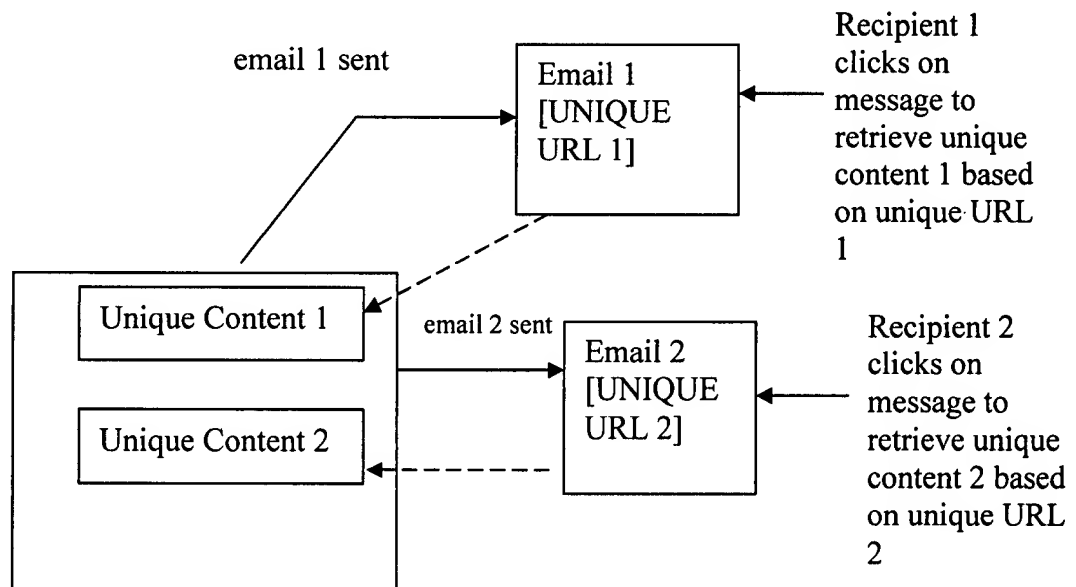 email 1 sent
Email 1
[UNIQUE
URL 1]
Recipient 1
clicks on
message to
retrieve unique
content 1 based
on unique URL
1
Unique Content 1
email 2 sent
Email 2
[UNIQUE
URL 2]
Recipient 2
clicks on
message to
retrieve unique
content 2 based
on unique URL
2
Unique Content 2